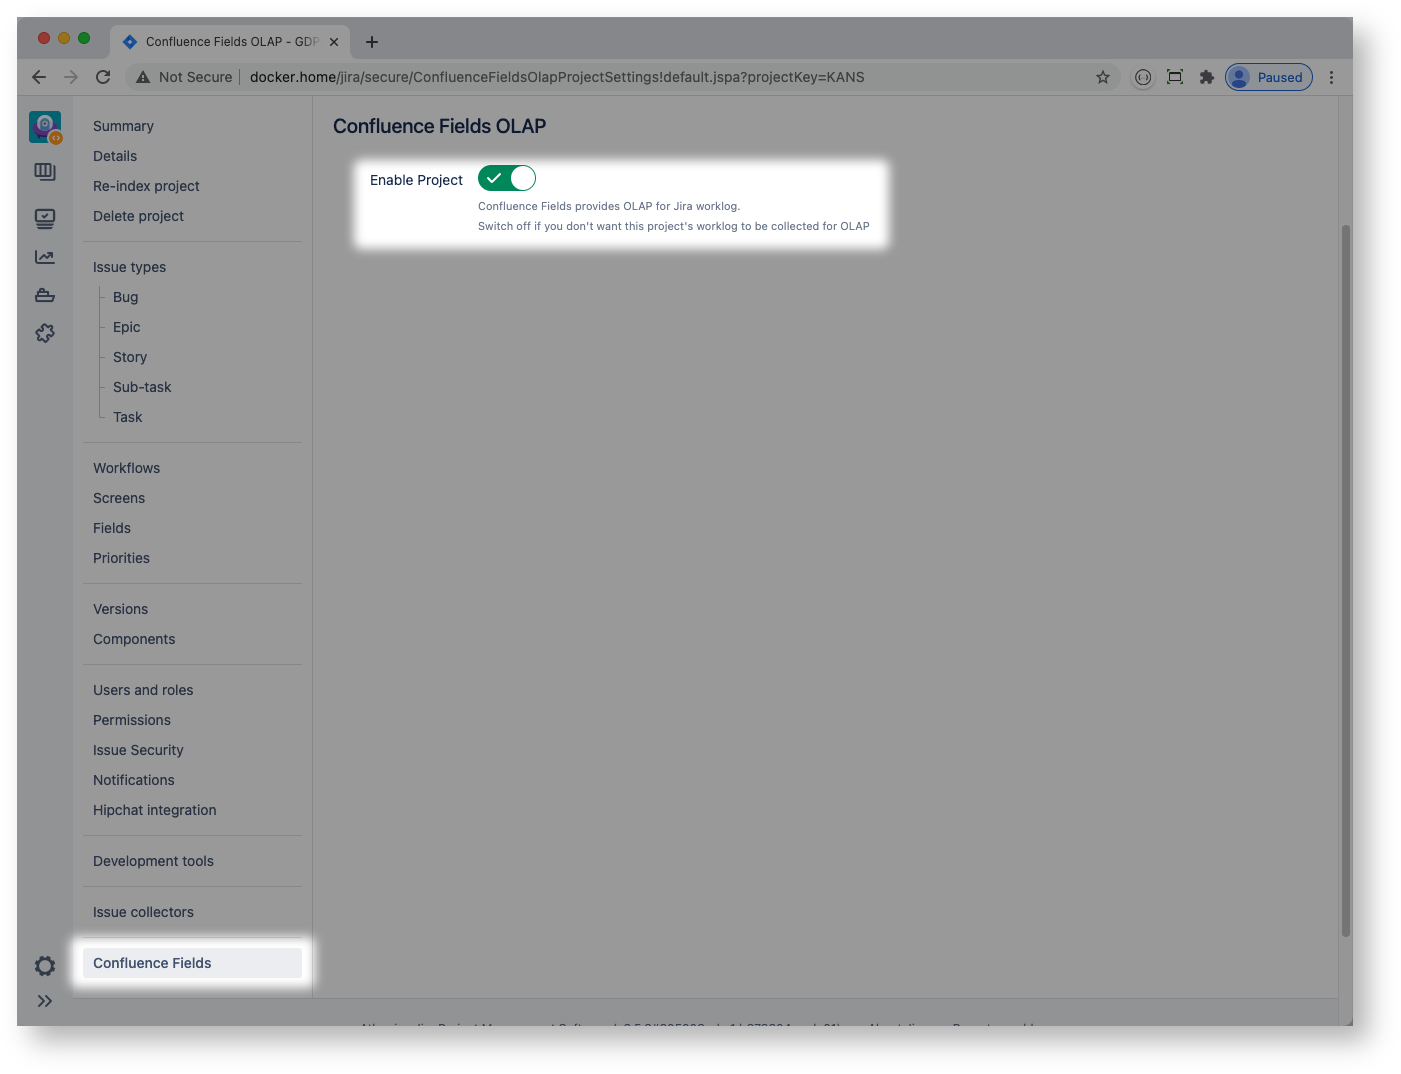 Confluence Fields OLAP - GDP
Not Secure
docker.home/jira/secure/ConfluenceFieldsOlapProjectSettings!default.jspa?projectKey=KANS
Paused
Summary
Details
Re-index project
Delete project
Issue types
Bug
Epic
Story
Sub-task
Task
Workflows
Screens
Fields
Priorities
Versions
Components
Users and roles
Permissions
Issue Security
Notifications
Hipchat integration
Development tools
Issue collectors
Confluence Fields
Confluence Fields OLAP
Enable Project
Confluence Fields provides OLAP for Jira worklog.
Switch off if you don't want this project's worklog to be collected for OLAP